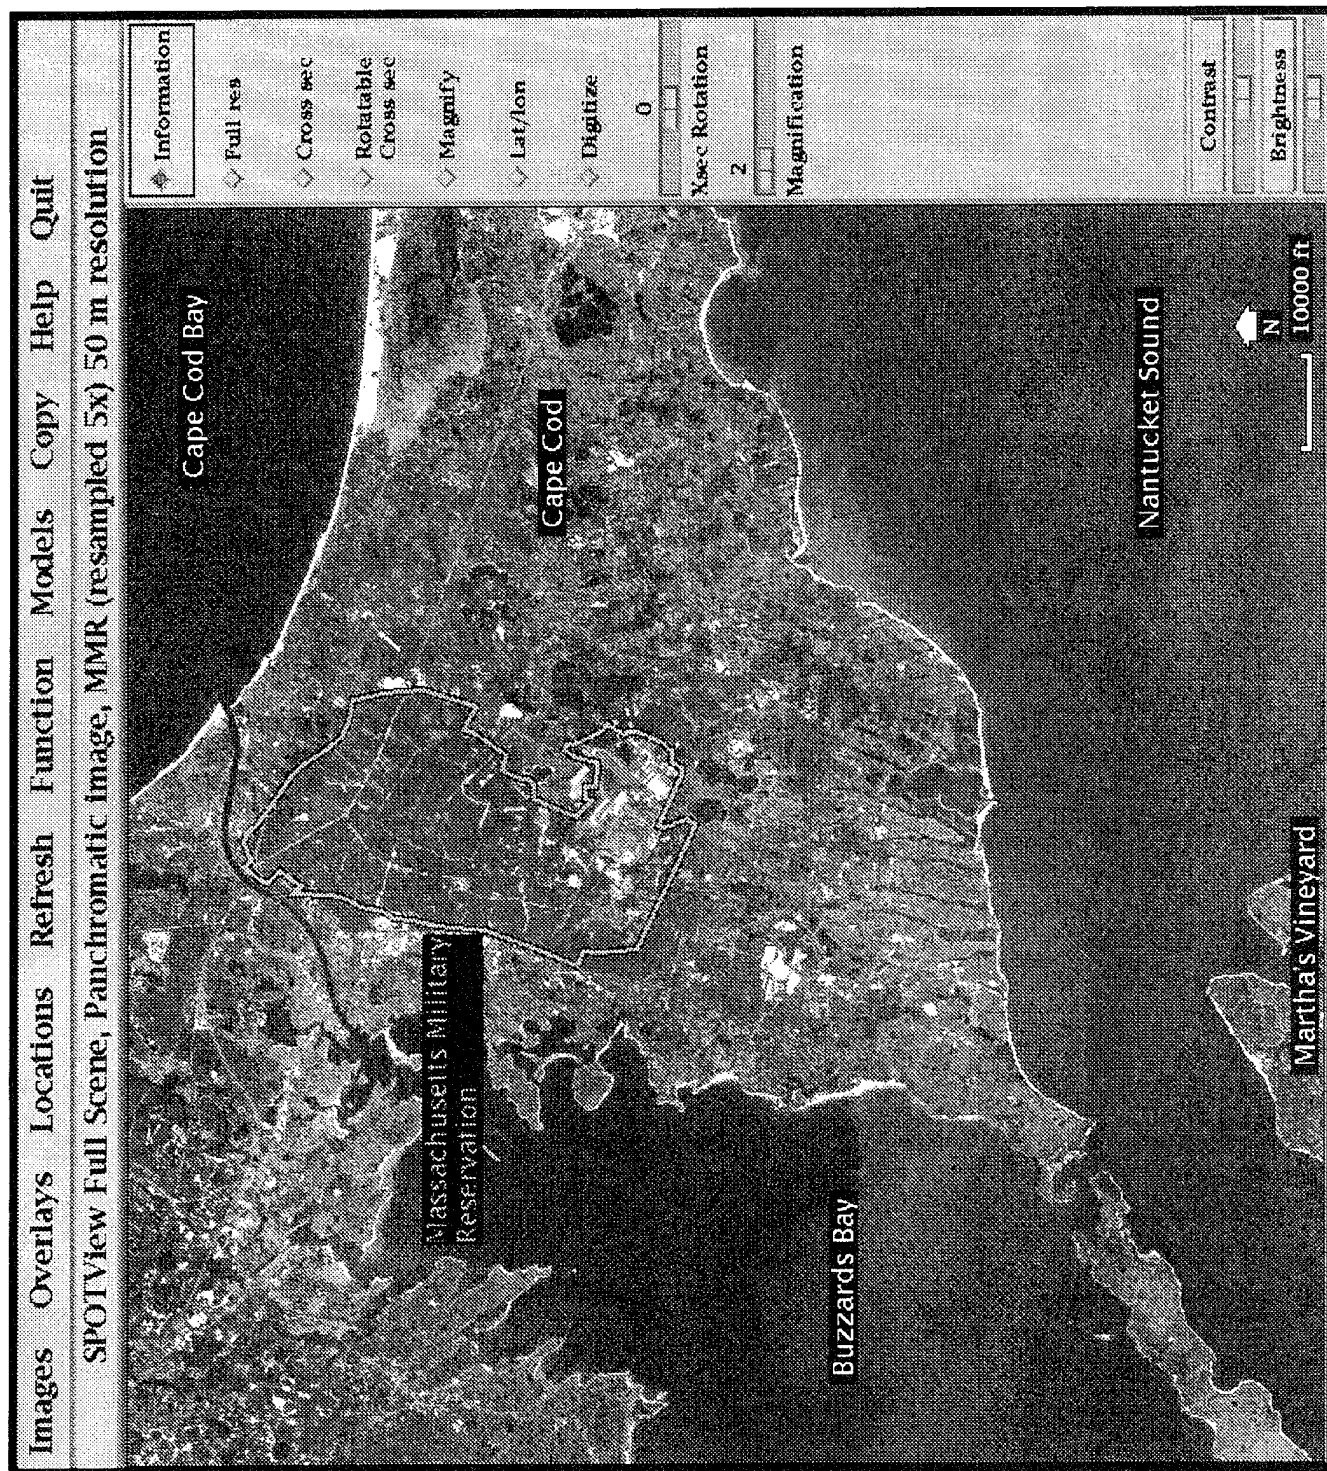 Images Overlays Locations Refresh Function Models Copy Help Quit
SPOTView Full Scene, Panchromatic image, MMR (resampled 5x) 50 m resolution
Information
Full res
Cross sec
Rotatable
Cross sec
Magnify
Lat/lon
Digitize
0
Xsec Rotation
2
Magnification
Contrast
Brightness
Cape Cod Bay
Cape Cod
Massachusetts Military
Reservation
Buzzards Bay
Nantucket Sound
Martha's Vineyard
N
10000 ft